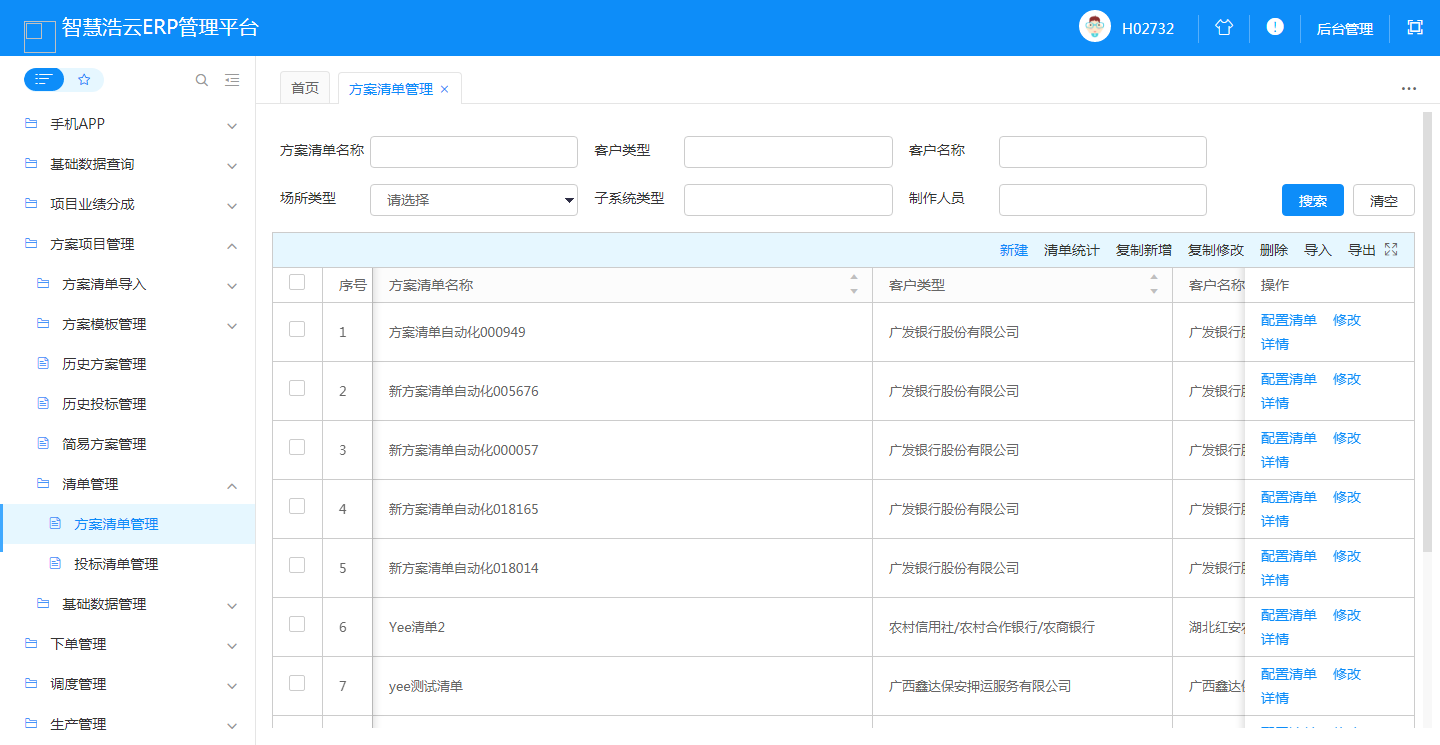 智慧浩云ERP管理平台
H02732
后台管理
首页
方案清单管理
手机APP
基础数据查询
项目业绩分成
方案项目管理
方案清单导入
方案模板管理
历史方案管理
历史投标管理
简易方案管理
清单管理
方案清单管理
投标清单管理
基础数据管理
下单管理
调度管理
生产管理
方案清单名称 客户类型 客户名称
场所类型 请选择 子系统类型 制作人员 搜索 清空
新建 清单统计 复制新增 复制修改 删除 导入 导出
序号 方案清单名称 客户类型 客户名称 操作
1 方案清单自动化000949 广发银行股份有限公司 广发银行 配置清单 修改
详情
2 新方案清单自动化005676 广发银行股份有限公司 广发银行 配置清单 修改
详情
3 新方案清单自动化000057 广发银行股份有限公司 广发银行 配置清单 修改
详情
4 新方案清单自动化018165 广发银行股份有限公司 广发银行 配置清单 修改
详情
5 新方案清单自动化018014 广发银行股份有限公司 广发银行 配置清单 修改
详情
6 Yee清单2 农村信用社/农村合作银行/农商银行 湖北红安 配置清单 修改
详情
7 yee测试清单 广西鑫达保安押运服务有限公司 广西鑫达 配置清单 修改
详情